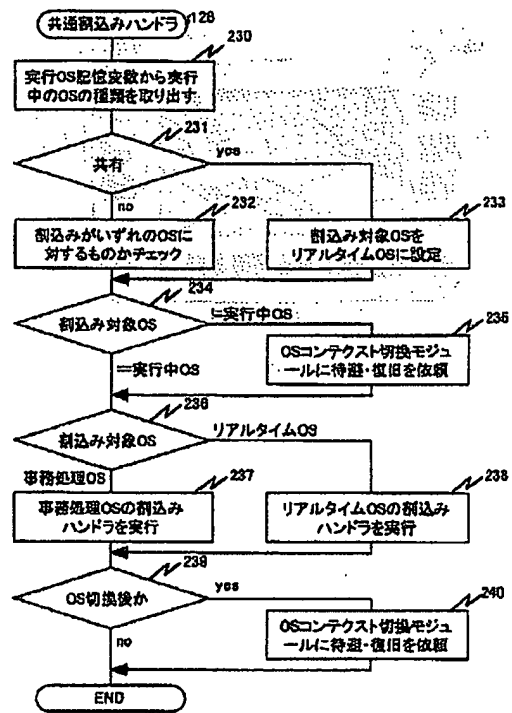 共通割込みハンドラ
128
230
実行OS記憶変数から実行
中のOSの種類を取り出す
231
共有
yes
no
232
割込みがいずれのOSに
対するものかチェック
233
割込み対象OSを
リアルタイムOSに設定
234
割込み対象OS
!=実行中OS
==実行中OS
235
OSコンテクスト切換モジュ
ールに待避・復旧を依頼
236
割込み対象OS
リアルタイムOS
事務処理OS
237
事務処理OSの割込み
ハンドラを実行
238
リアルタイムOSの割込み
ハンドラを実行
239
OS切換後か
yes
no
240
OSコンテクスト切換モジュ
ールに待避・復旧を依頼
END